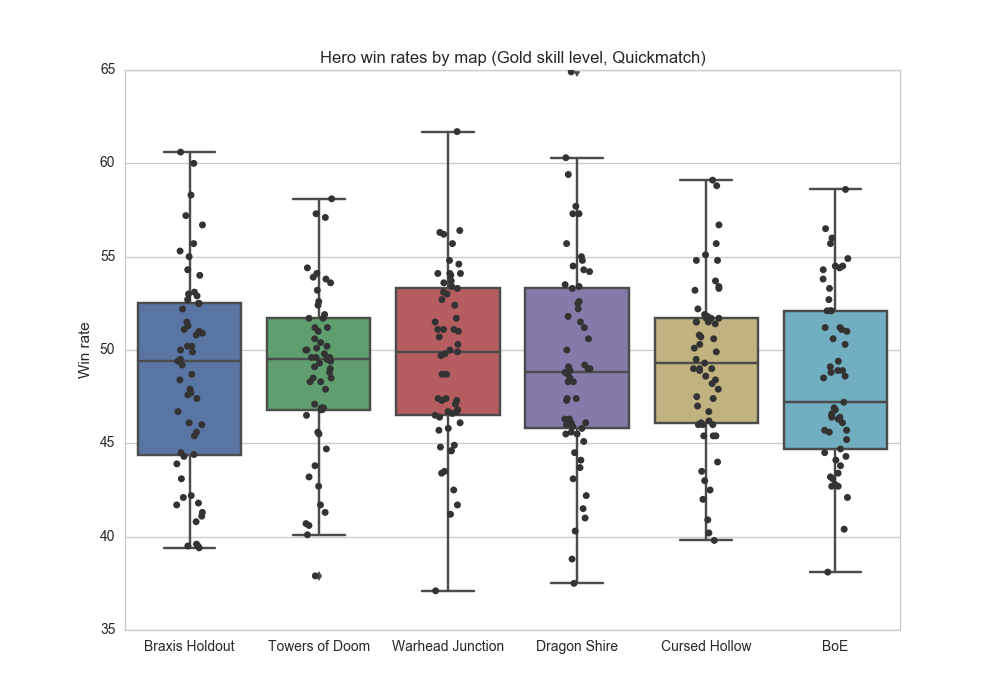 Hero win rates by map (Gold skill level, Quickmatch)
65
60
55
50
45
40
35
Win rate
Braxis Holdout
Towers of Doom
Warhead Junction
Dragon Shire
Cursed Hollow
BoE